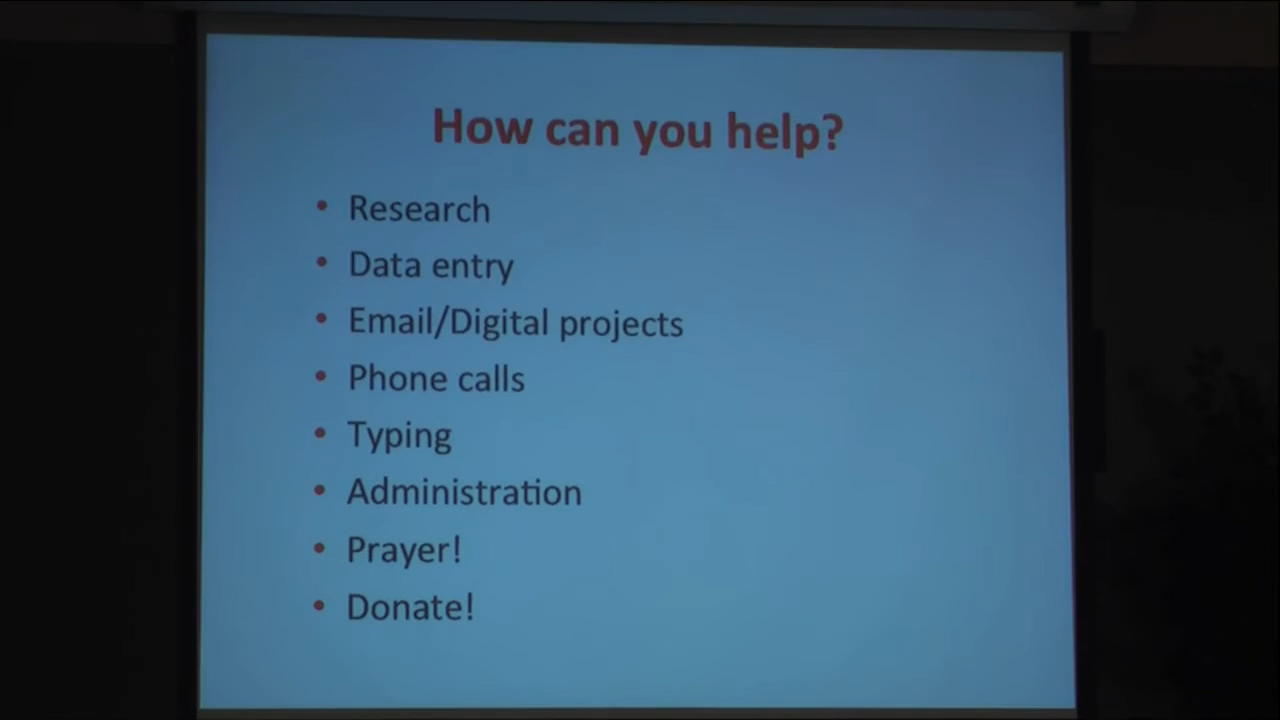 How can you help?
• Research
• Data entry
• Email/Digital projects
• Phone calls
• Typing
• Administration
• Prayer!
• Donate!